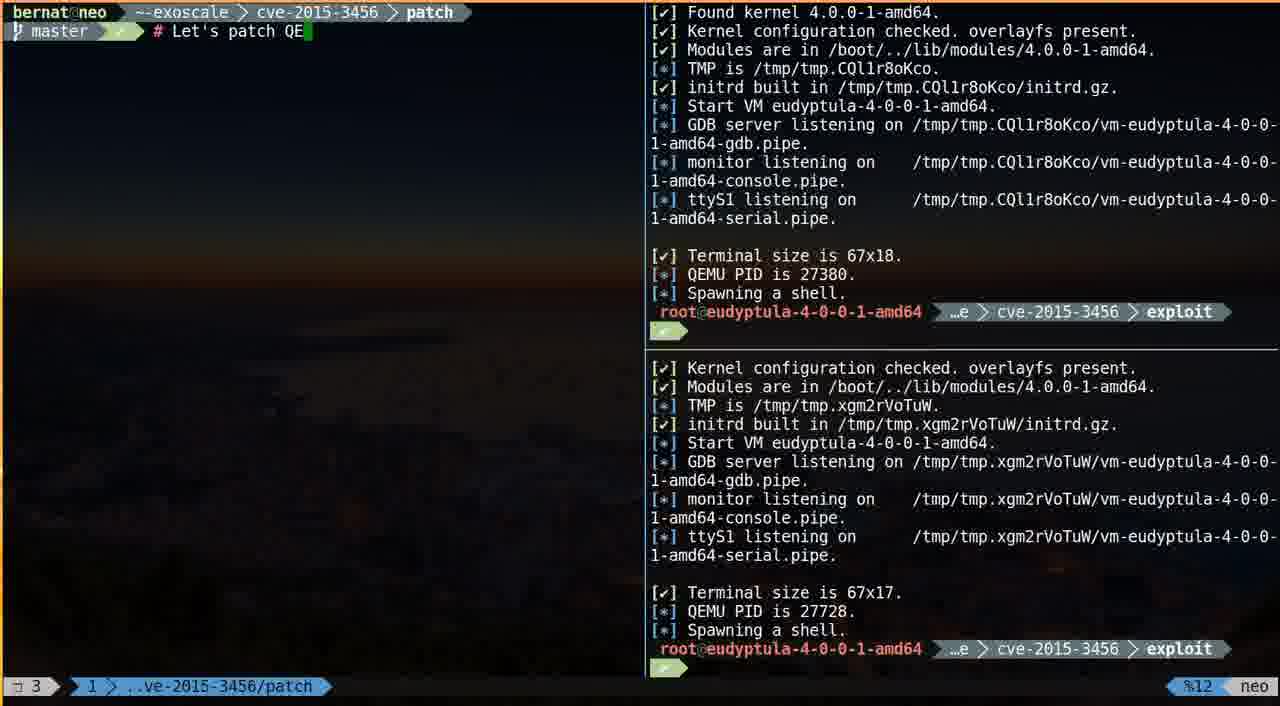 bernat@neo ~-exoscale cve-2015-3456 patch
master ✔ # Let's patch QE
[✔] Found kernel 4.0.0-1-amd64.
[✔] Kernel configuration checked. overlayfs present.
[✔] Modules are in /boot/../lib/modules/4.0.0-1-amd64.
[*] TMP is /tmp/tmp.CQl1r8oKco.
[✔] initrd built in /tmp/tmp.CQl1r8oKco/initrd.gz.
[*] Start VM eudyptula-4-0-0-1-amd64.
[*] GDB server listening on /tmp/tmp.CQl1r8oKco/vm-eudyptula-4-0-0-
1-amd64-gdb.pipe.
[*] monitor listening on    /tmp/tmp.CQl1r8oKco/vm-eudyptula-4-0-0-
1-amd64-console.pipe.
[*] ttyS1 listening on      /tmp/tmp.CQl1r8oKco/vm-eudyptula-4-0-0-
1-amd64-serial.pipe.
[✔] Terminal size is 67x18.
[*] QEMU PID is 27380.
[*] Spawning a shell.
root@eudyptula-4-0-0-1-amd64 …e cve-2015-3456 exploit
✔
[✔] Kernel configuration checked. overlayfs present.
[✔] Modules are in /boot/../lib/modules/4.0.0-1-amd64.
[*] TMP is /tmp/tmp.xgm2rVoTuW.
[✔] initrd built in /tmp/tmp.xgm2rVoTuW/initrd.gz.
[*] Start VM eudyptula-4-0-0-1-amd64.
[*] GDB server listening on /tmp/tmp.xgm2rVoTuW/vm-eudyptula-4-0-0-
1-amd64-gdb.pipe.
[*] monitor listening on    /tmp/tmp.xgm2rVoTuW/vm-eudyptula-4-0-0-
1-amd64-console.pipe.
[*] ttyS1 listening on      /tmp/tmp.xgm2rVoTuW/vm-eudyptula-4-0-0-
1-amd64-serial.pipe.
[✔] Terminal size is 67x17.
[*] QEMU PID is 27728.
[*] Spawning a shell.
root@eudyptula-4-0-0-1-amd64 …e cve-2015-3456 exploit
✔
3 1 ..ve-2015-3456/patch %12 neo